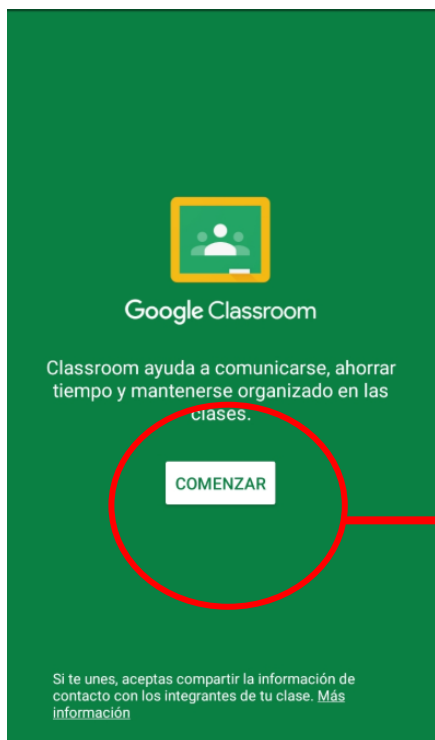 Google Classroom
Classroom ayuda a comunicarse, ahorrar
tiempo y mantenerse organizado en las
clases.
COMENZAR
Si te unes, aceptas compartir la información de
contacto con los integrantes de tu clase. Más
información